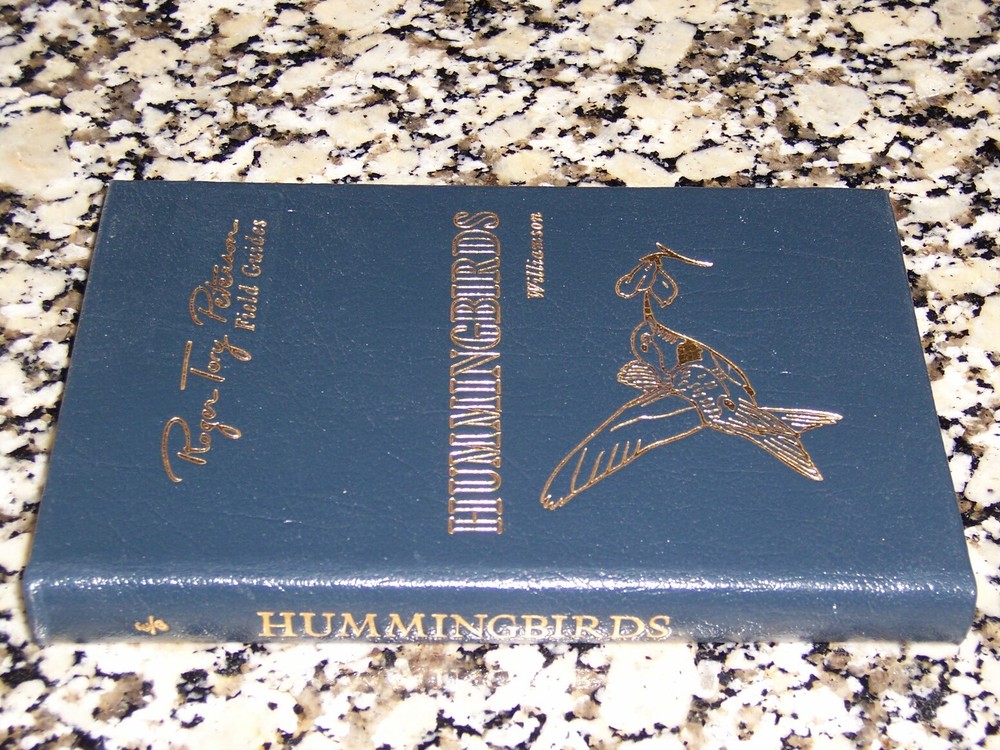 Roger Tory Peterson
Field Guides
HUMMINGBIRDS
Williamson
HUMMINGBIRDS